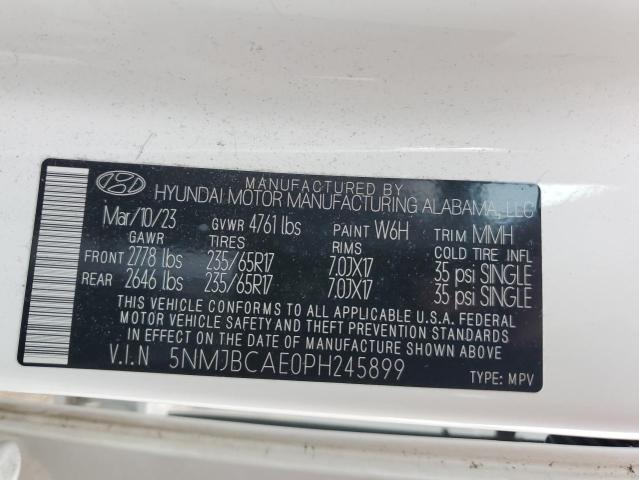 MANUFACTURED BY
HYUNDAI MOTOR MANUFACTURING ALABAMA, LLC
Mar/10/23 GVWR 4761 lbs PAINT W6H TRIM MMH
GAWR TIRES RIMS COLD TIRE INFL
FRONT 2778 lbs 235/65R17 7.0JX17 35 psi SINGLE
REAR 2646 lbs 235/65R17 7.0JX17 35 psi SINGLE
THIS VEHICLE CONFORMS TO ALL APPLICABLE U.S.A. FEDERAL
MOTOR VEHICLE SAFETY AND THEFT PREVENTION STANDARDS
IN EFFECT ON THE DATE OF MANUFACTURE SHOWN ABOVE
V.I.N 5NMJBCAE0PH245899
TYPE: MPV